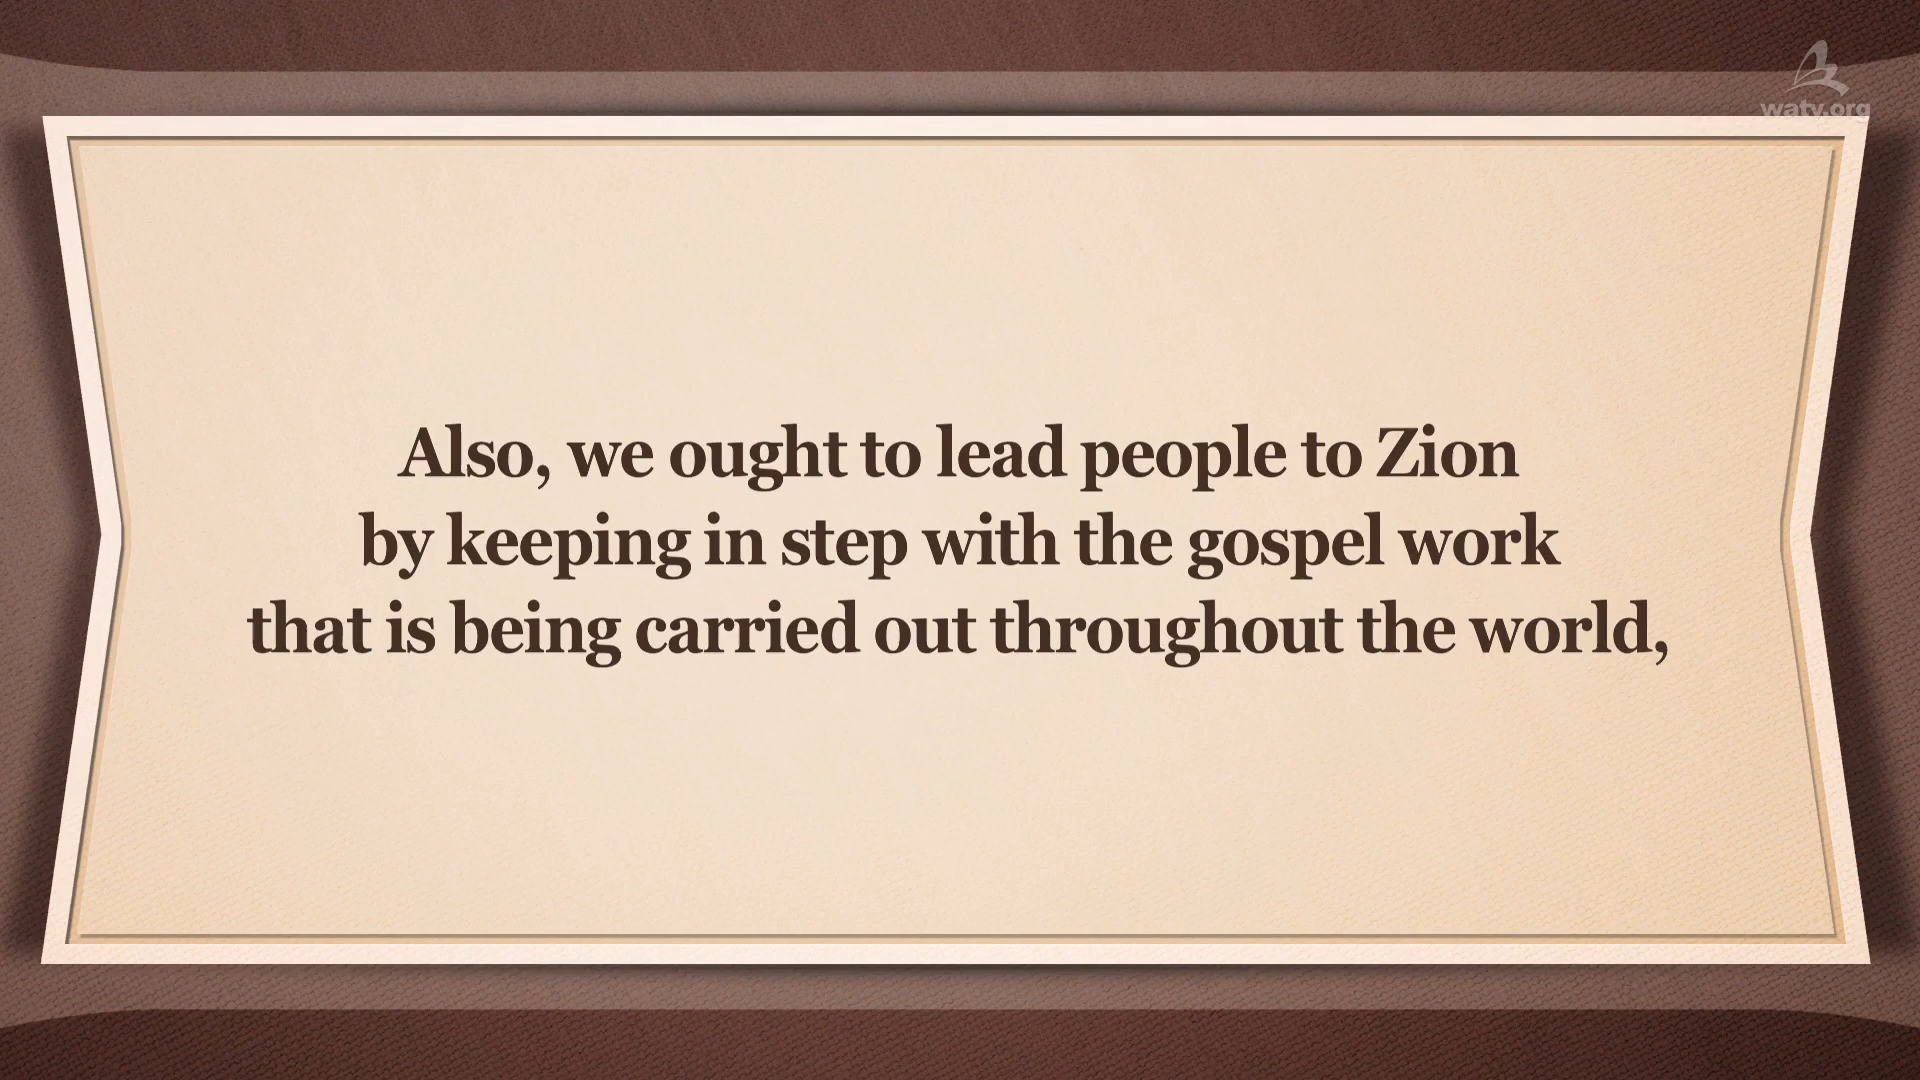 watv.org
Also, we ought to lead people to Zion
by keeping in step with the gospel work
that is being carried out throughout the world,